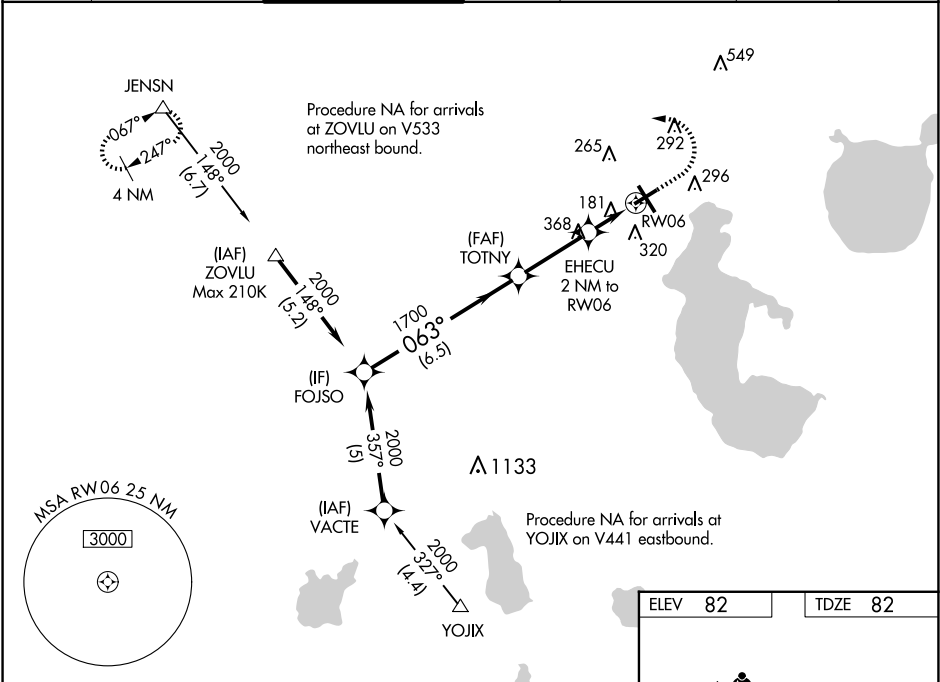 549
JENSN
067°
247°
4 NM
2000
148°
(6.7)
Procedure NA for arrivals
at ZOVLU on V533
northeast bound.
265
292
296
181
368
RW06
320
(IAF)
ZOVLU
Max 210K
2000
148°
(5.2)
(FAF)
TOTNY
EHECU
2 NM to
RW06
1700
063°
(6.5)
(IF)
FOJSO
2000
357°
(5)
1133
(IAF)
VACTE
MSA RW06 25 NM
3000
Procedure NA for arrivals at
YOJIX on V441 eastbound.
2000
327°
(4.4)
YOJIX
ELEV 82
TDZE 82